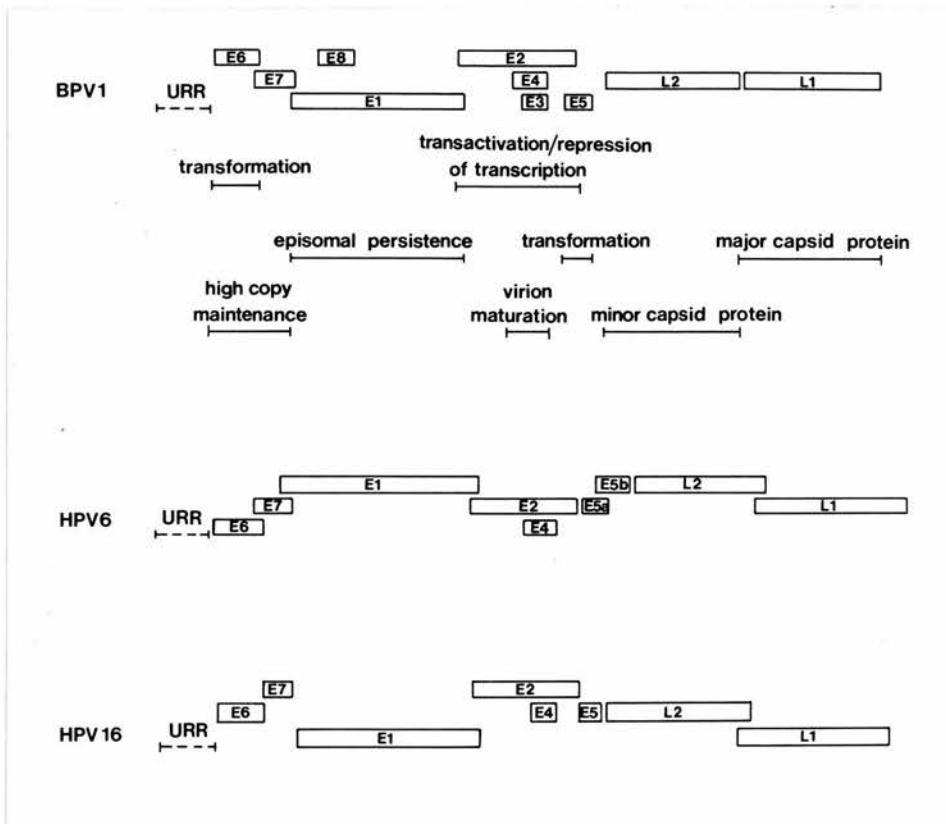 E6 E8 E2
BPV1 URR E7 E4 L2 L1
E1 E3 E5
transactivation/repression
transformation of transcription
episomal persistence transformation major capsid protein
high copy virion
maintenance maturation minor capsid protein
E1 E5b L2
HPV6 URR E7 E2 E5a L1
E6 E4
E7 E2
E6 E4 E5 L2
HPV16 URR E1 L1